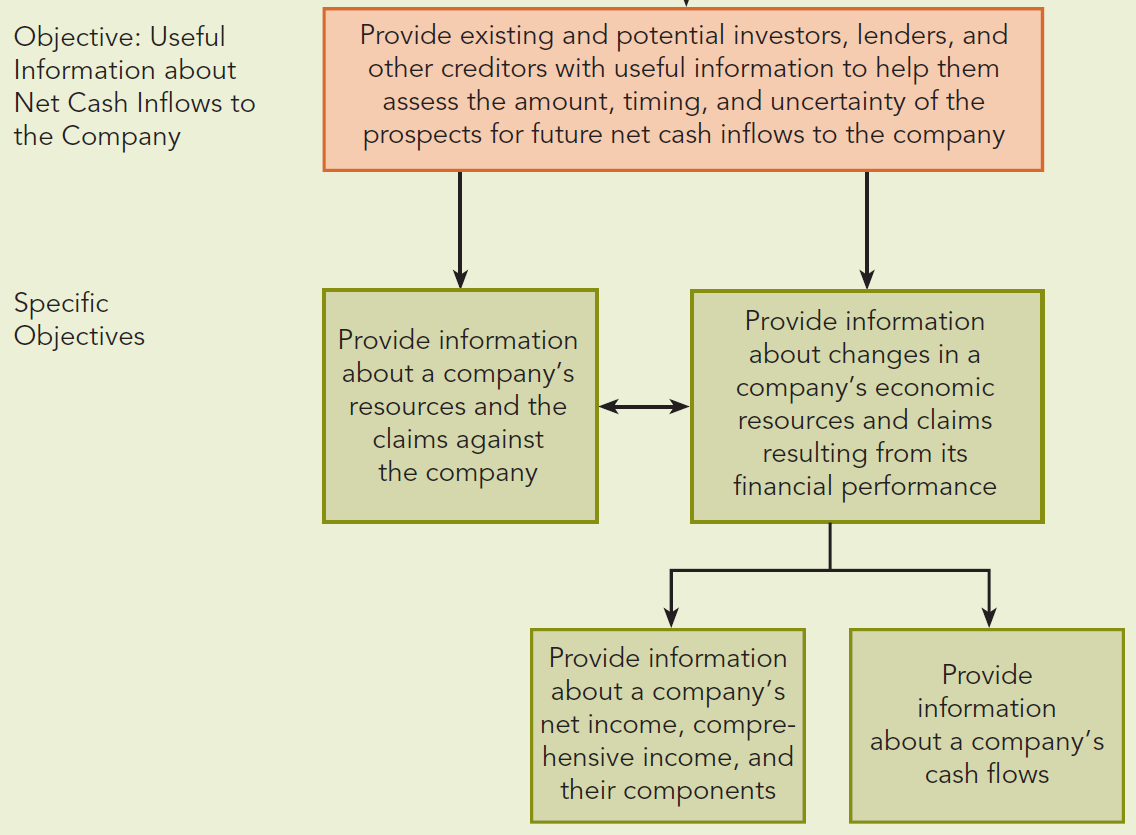 Objective: Useful
Information about
Net Cash Inflows to
the Company
Provide existing and potential investors, lenders, and
other creditors with useful information to help them
assess the amount, timing, and uncertainty of the
prospects for future net cash inflows to the company
Specific
Objectives
Provide information
about a company’s
resources and the
claims against
the company
Provide information
about changes in a
company’s economic
resources and claims
resulting from its
financial performance
Provide information
about a company’s
net income, compre-
hensive income, and
their components
Provide
information
about a company’s
cash flows